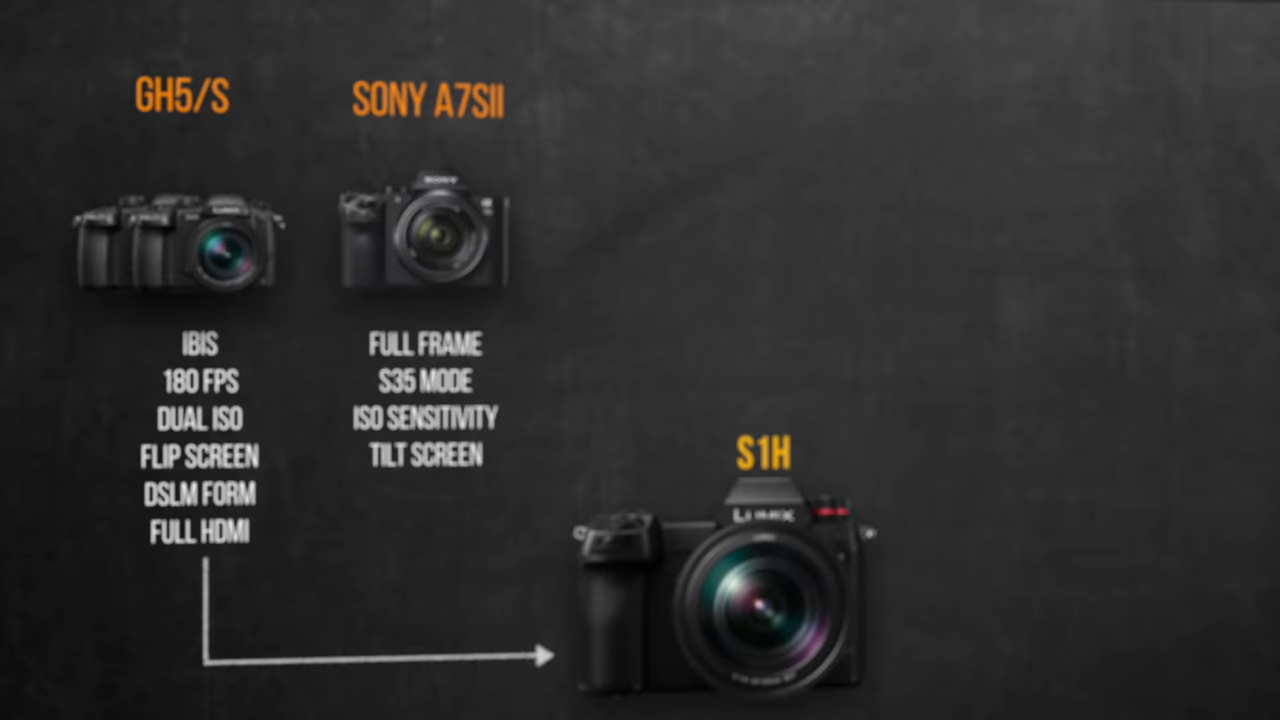 GH5/S
SONY A7SII
SONY
IBIS
180 FPS
DUAL ISO
FLIP SCREEN
DSLM FORM
FULL HDMI
FULL FRAME
S35 MODE
ISO SENSITIVITY
TILT SCREEN
S1H
LUMIX